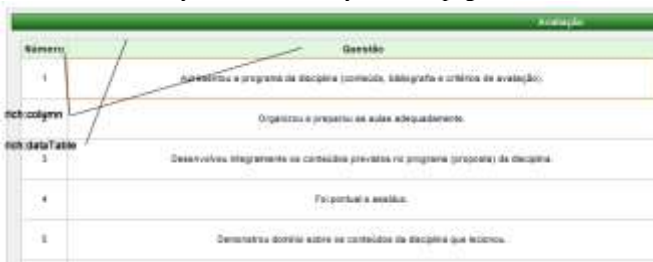 Avaliação
Número Questão
1 Apresentou o programa da disciplina (conteúdo, bibliografia e critérios de avaliação).
rich:column
Organizou e preparou as aulas adequadamente.
rich:dataTable
3 Desenvolveu integramente os conteúdos previstos no programa (proposta) da disciplina.
4 Foi pontual e assíduo.
5 Demonstrou domínio sobre os conteúdos da disciplina que lecionou.